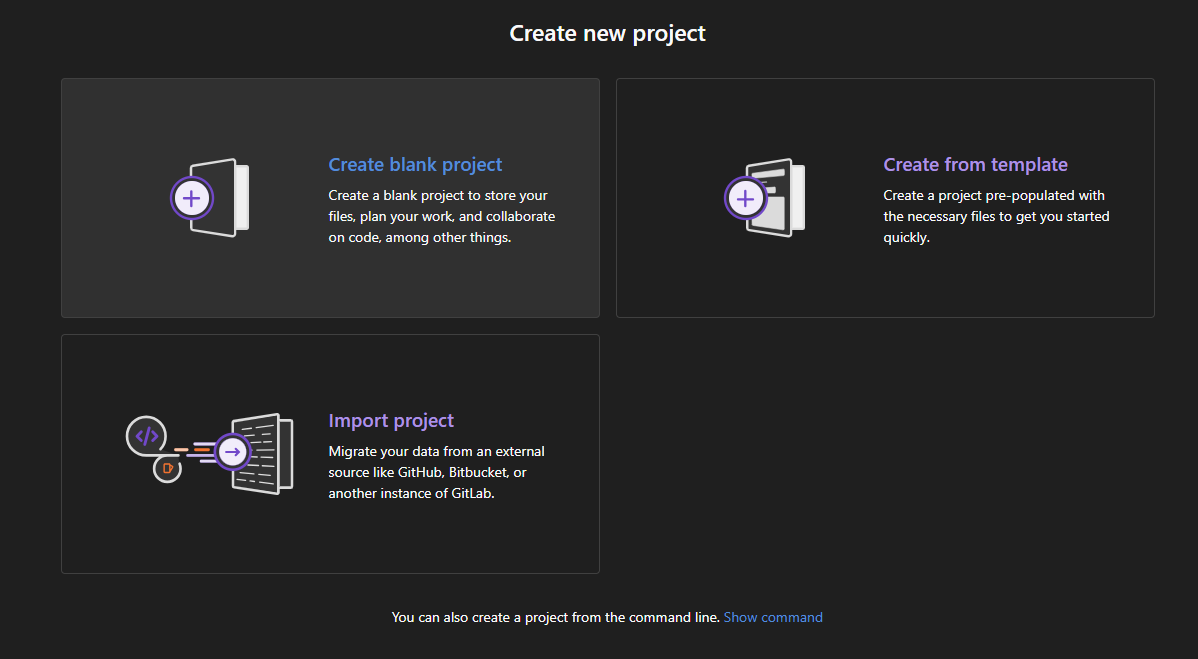 Create new project
Create blank project
Create a blank project to store your
files, plan your work, and collaborate
on code, among other things.
Create from template
Create a project pre-populated with
the necessary files to get you started
quickly.
Import project
Migrate your data from an external
source like GitHub, Bitbucket, or
another instance of GitLab.
You can also create a project from the command line. Show command